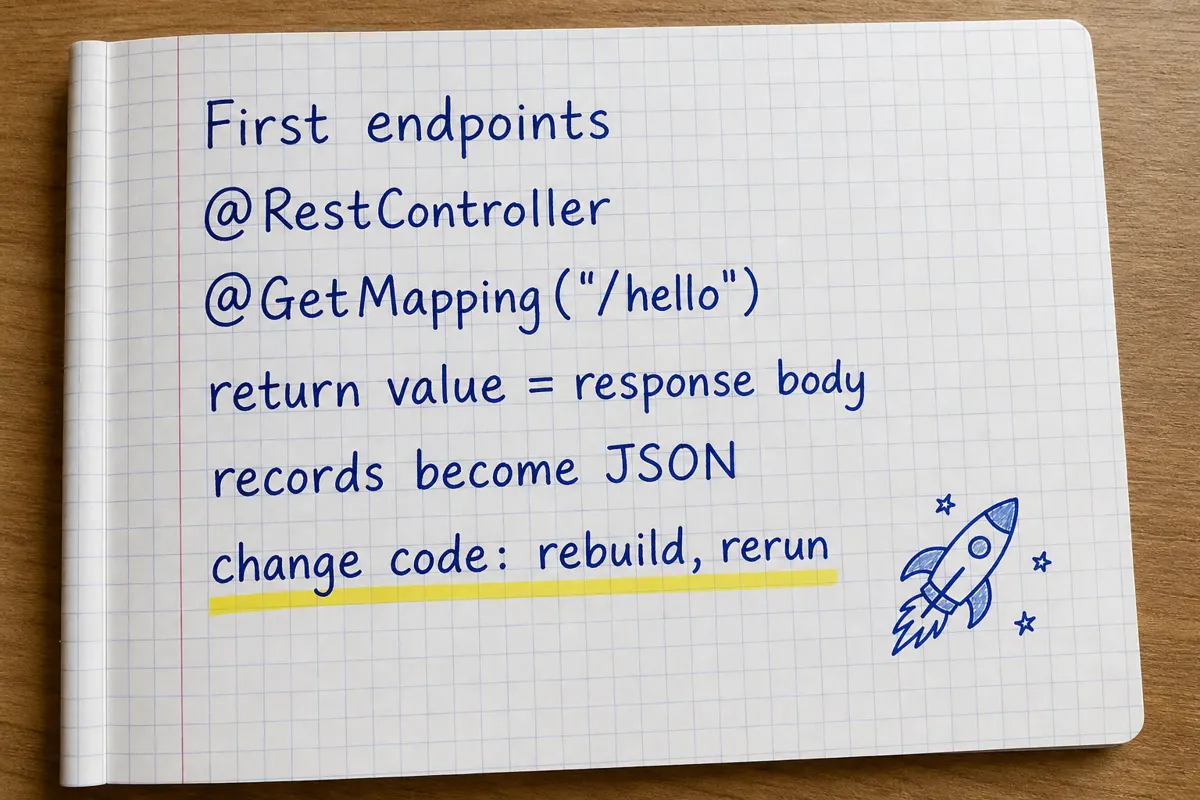 First endpoints
@RestController
@GetMapping("/hello")
return value = response body
records become JSON
change code: rebuild, rerun